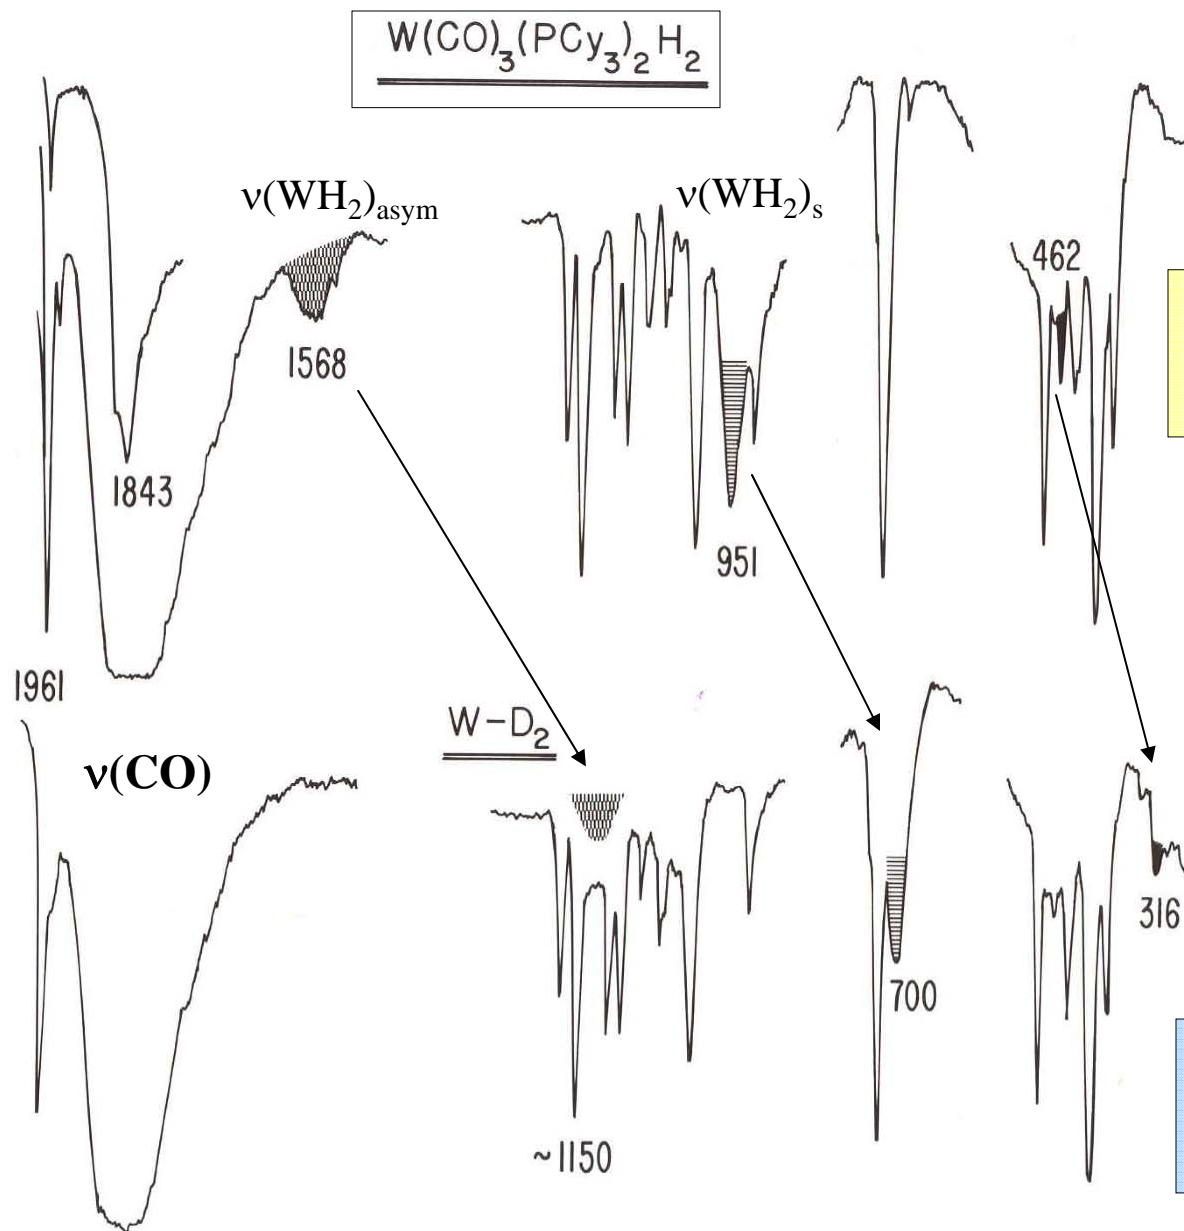 W(CO)₃(PCy₃)₂H₂
ν(WH₂)asym
ν(WH₂)s
462
1568
1843
951
1961
W-D₂
ν(CO)
316
700
~1150